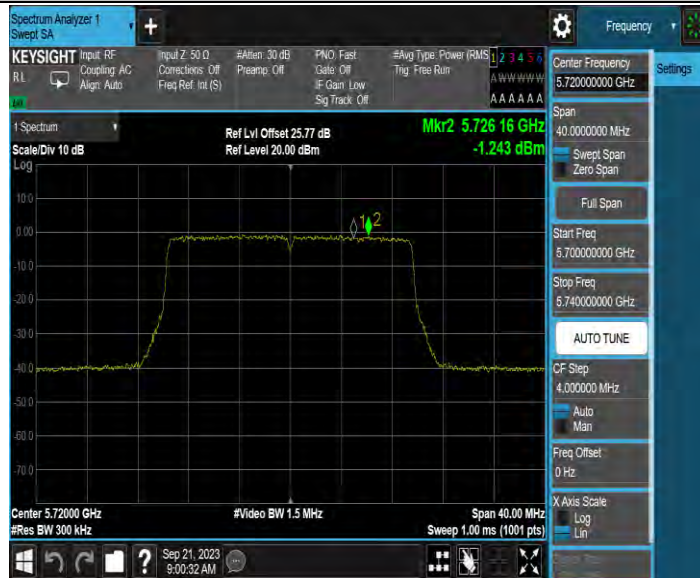 Spectrum Analyzer 1
Swept SA
+
Frequency
KEYSIGHT
RL
Input: RF
Coupling: AC
Align: Auto
Input Z: 50 Ω
Corrections: Off
Freq Ref: Int (S)
#Atten: 30 dB
Preamp: Off
PNO: Fast
Gate: Off
IF Gain: Low
Sig Track: Off
#Avg Type: Power (RMS
Trig: Free Run
1 2 3 4 5 6
A W W W W W
A A A A A A
1 Spectrum
Scale/Div 10 dB
Ref Lvl Offset 25.77 dB
Ref Level 20.00 dBm
Mkr2 5.726 16 GHz
-1.243 dBm
Log
10.0
0.00
-10.0
-20.0
-30.0
-40.0
-50.0
-60.0
-70.0
1
2
Center 5.72000 GHz
#Res BW 300 kHz
#Video BW 1.5 MHz
Span 40.00 MHz
Sweep 1.00 ms (1001 pts)
Center Frequency
5.720000000 GHz
Settings
Span
40.0000000 MHz
Swept Span
Zero Span
Full Span
Start Freq
5.700000000 GHz
Stop Freq
5.740000000 GHz
AUTO TUNE
CF Step
4.000000 MHz
Auto
Man
Freq Offset
0 Hz
X Axis Scale
Log
Lin
?
Sep 21, 2023
9:00:32 AM